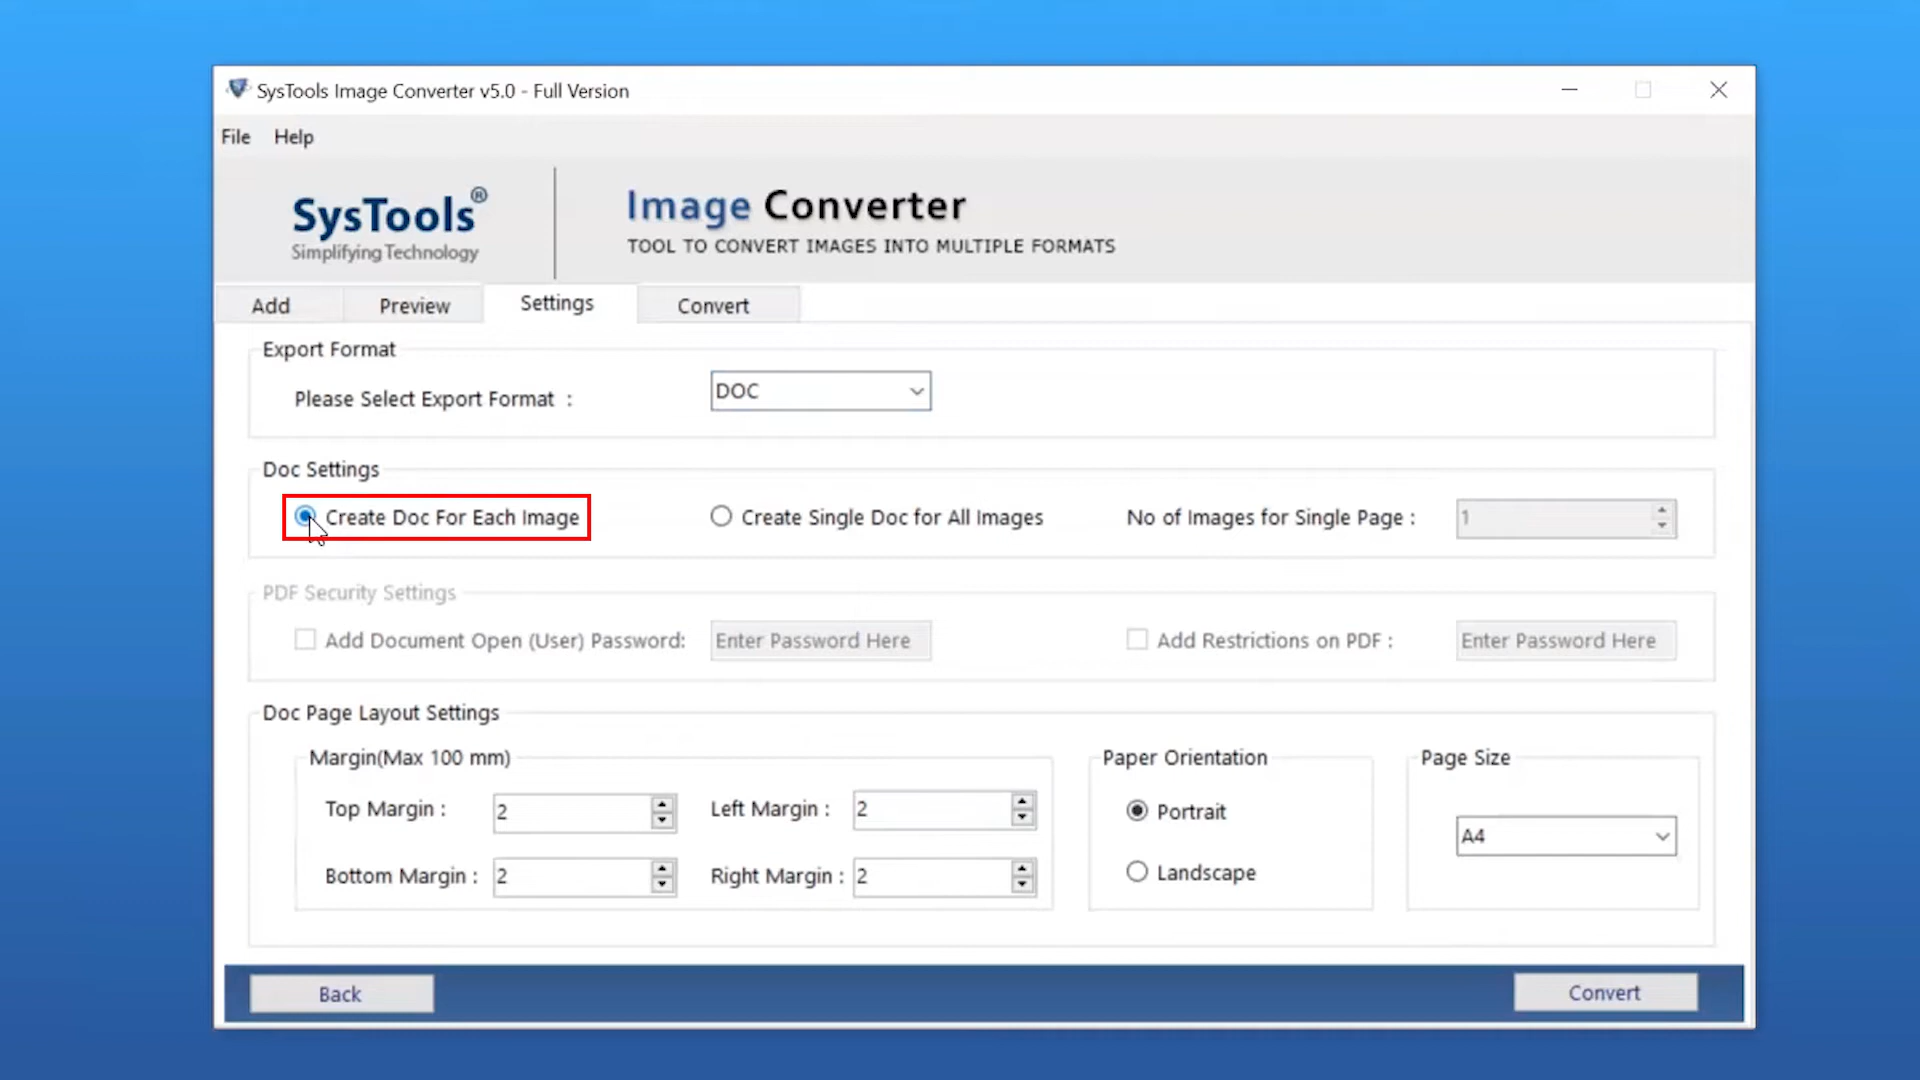 SysTools Image Converter v5.0 - Full Version
File Help
SysTools®
Simplifying Technology
Image Converter
TOOL TO CONVERT IMAGES INTO MULTIPLE FORMATS
Add Preview Settings Convert
Export Format
Please Select Export Format : DOC
Doc Settings
Create Doc For Each Image Create Single Doc for All Images No of Images for Single Page : 1
PDF Security Settings
Add Document Open (User) Password: Enter Password Here Add Restrictions on PDF : Enter Password Here
Doc Page Layout Settings
Margin(Max 100 mm) Paper Orientation Page Size
Top Margin : 2 Left Margin : 2 Portrait
A4
Bottom Margin : 2 Right Margin : 2 Landscape
Back Convert